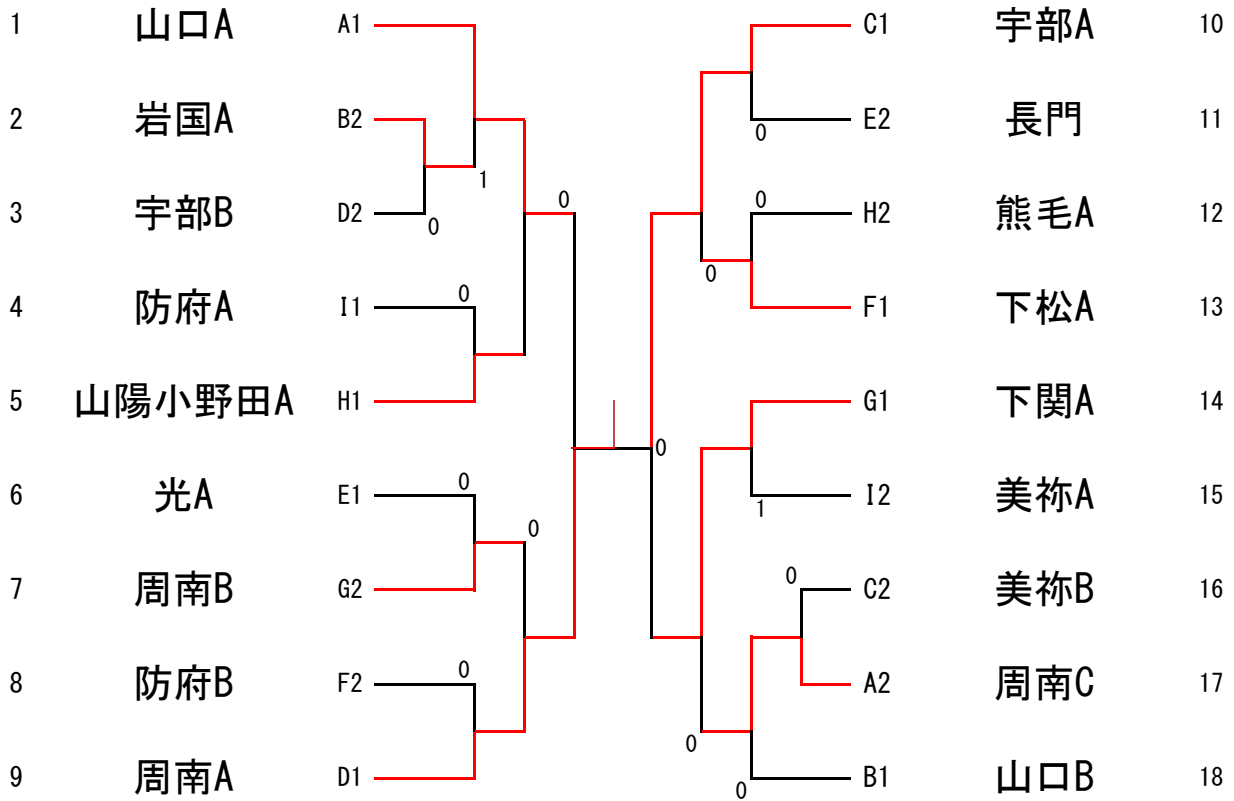 1 山口A A1 C1 宇部A 10
2 岩国A B2 E2 長門 11
0
1
3 宇部B D2 0 0 H2 熊毛A 12
0
0
4 防府A I1 0 F1 下松A 13
5 山陽小野田A H1 G1 下関A 14
0
6 光A E1 0 I2 美祢A 15
0 1
7 周南B G2 0 C2 美祢B 16
8 防府B F2 0 A2 周南C 17
0
9 周南A D1 0 B1 山口B 18